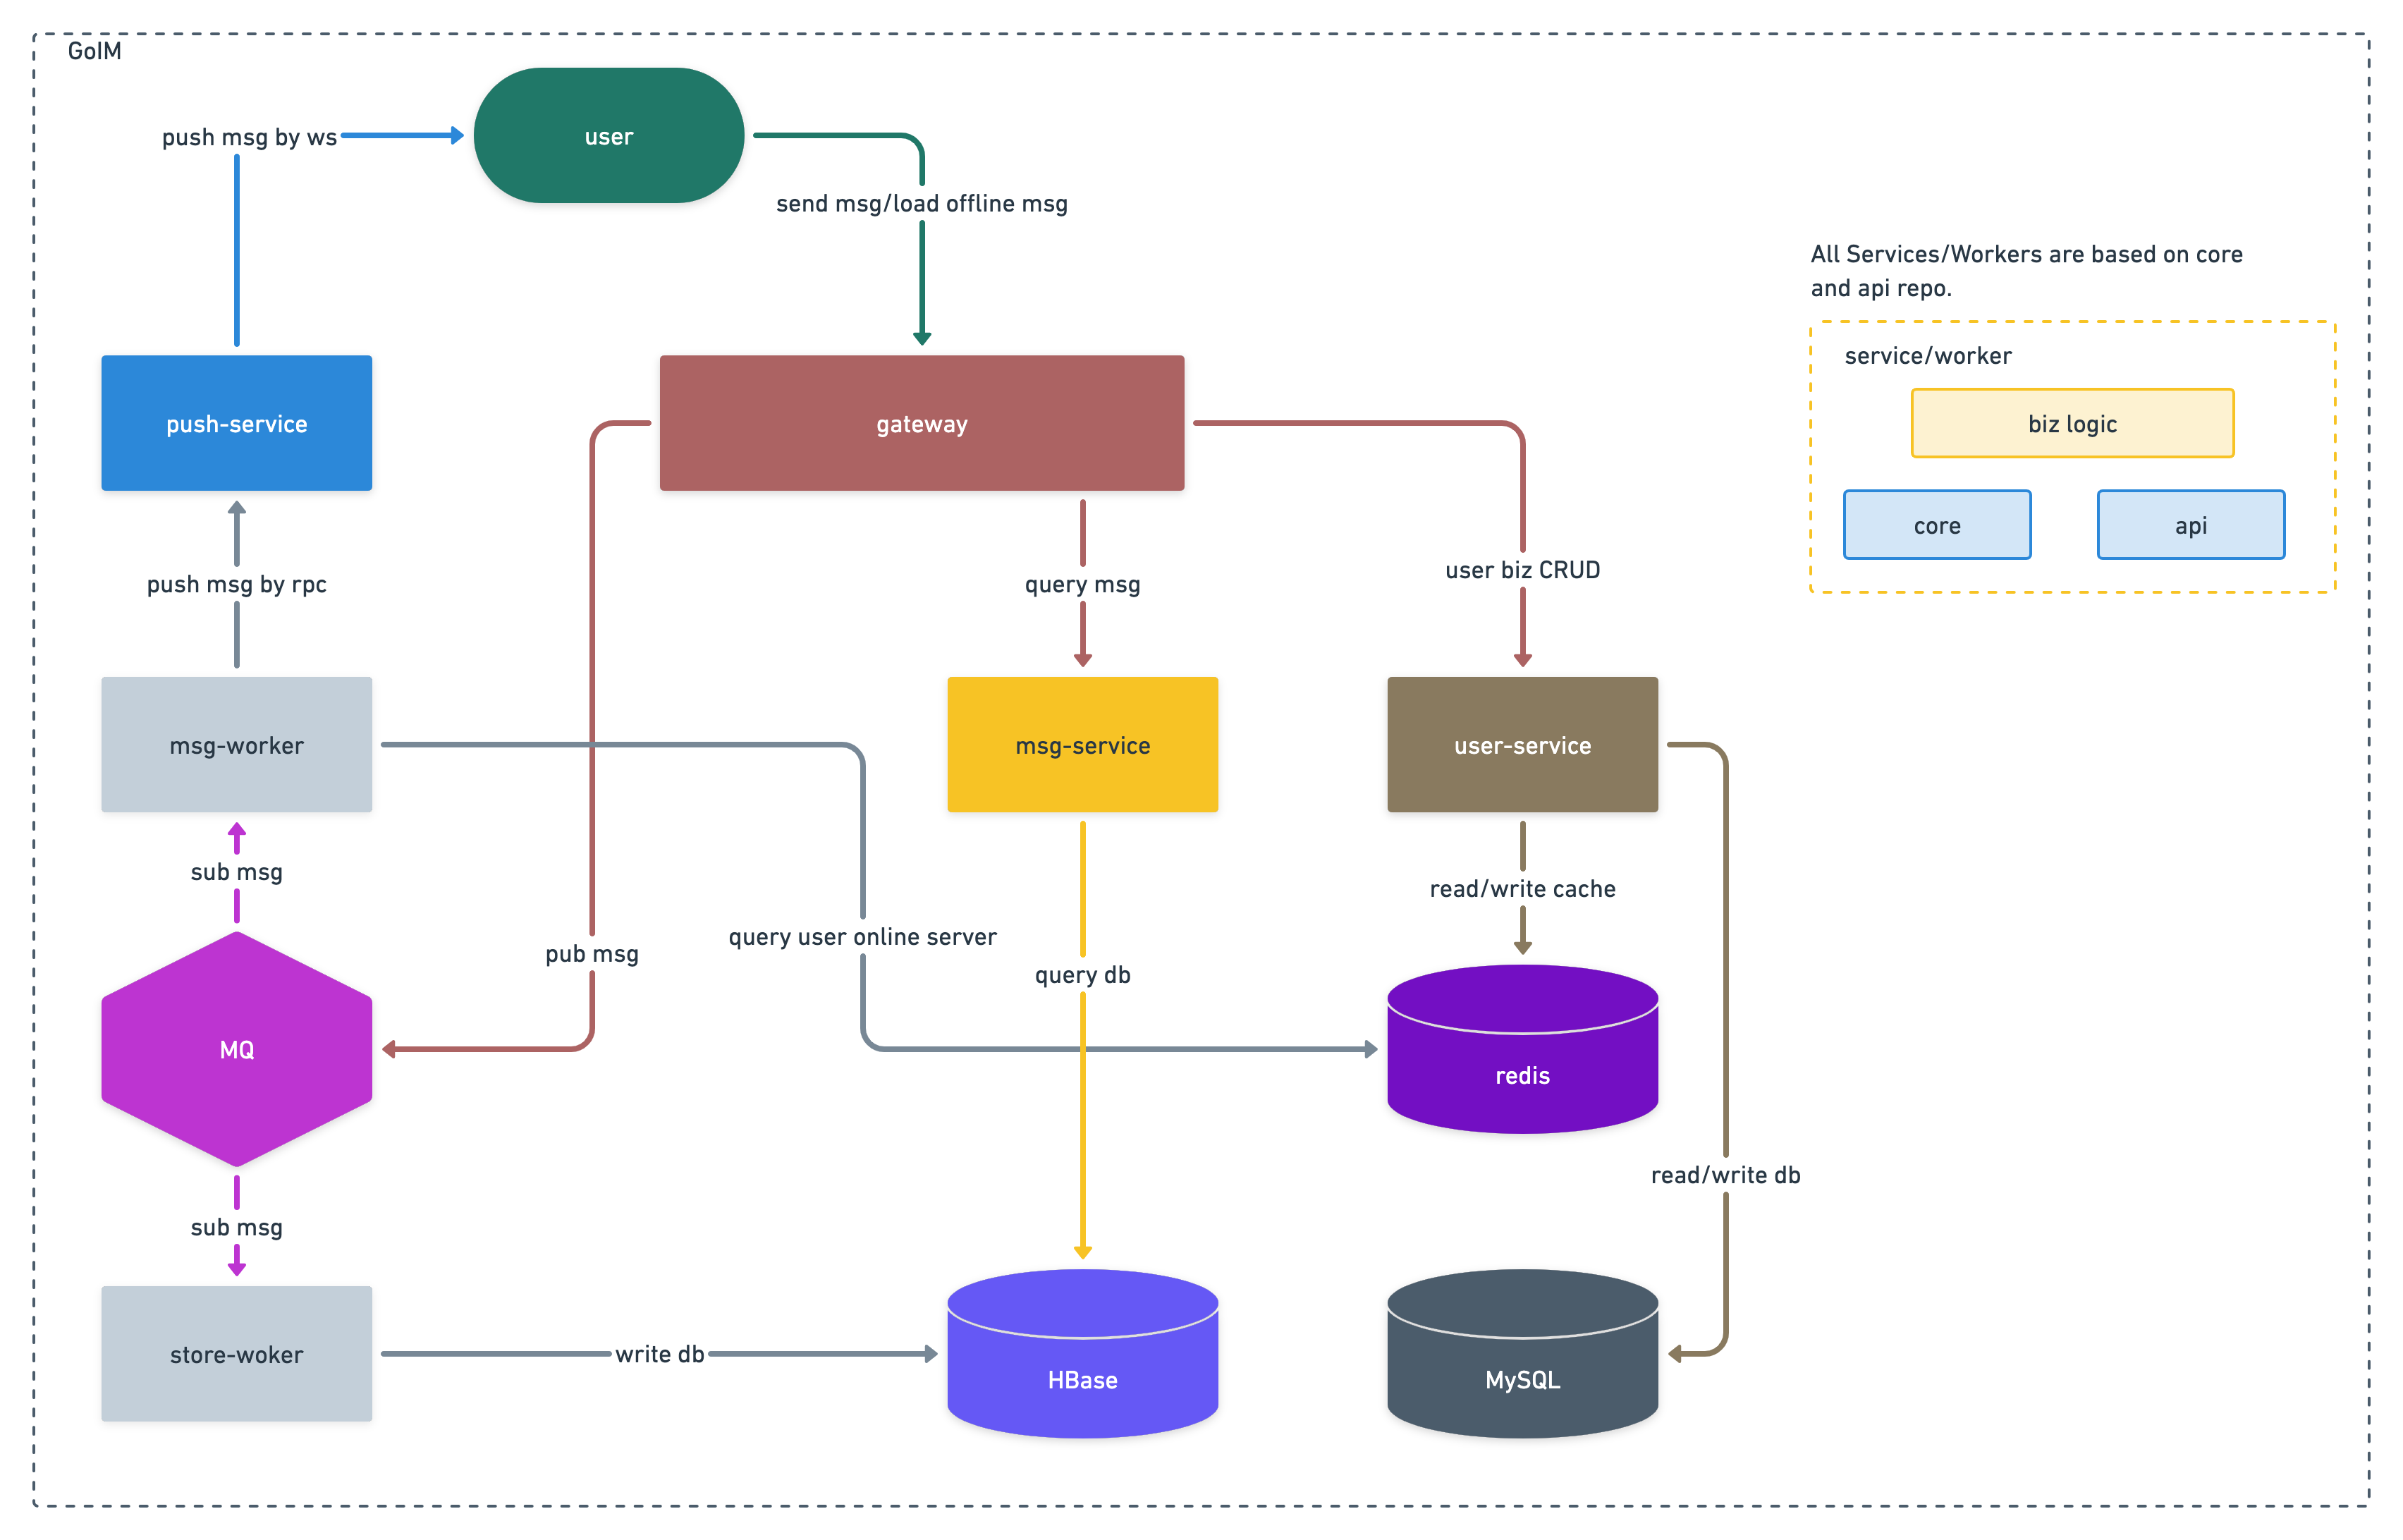 GoIM
push msg by ws
user
send msg/load offline msg
All Services/Workers are based on core
and api repo.
service/worker
biz logic
core
api
push-service
gateway
push msg by rpc
query msg
user biz CRUD
msg-worker
msg-service
user-service
sub msg
read/write cache
query user online server
pub msg
query db
MQ
redis
read/write db
sub msg
store-woker
write db
HBase
MySQL